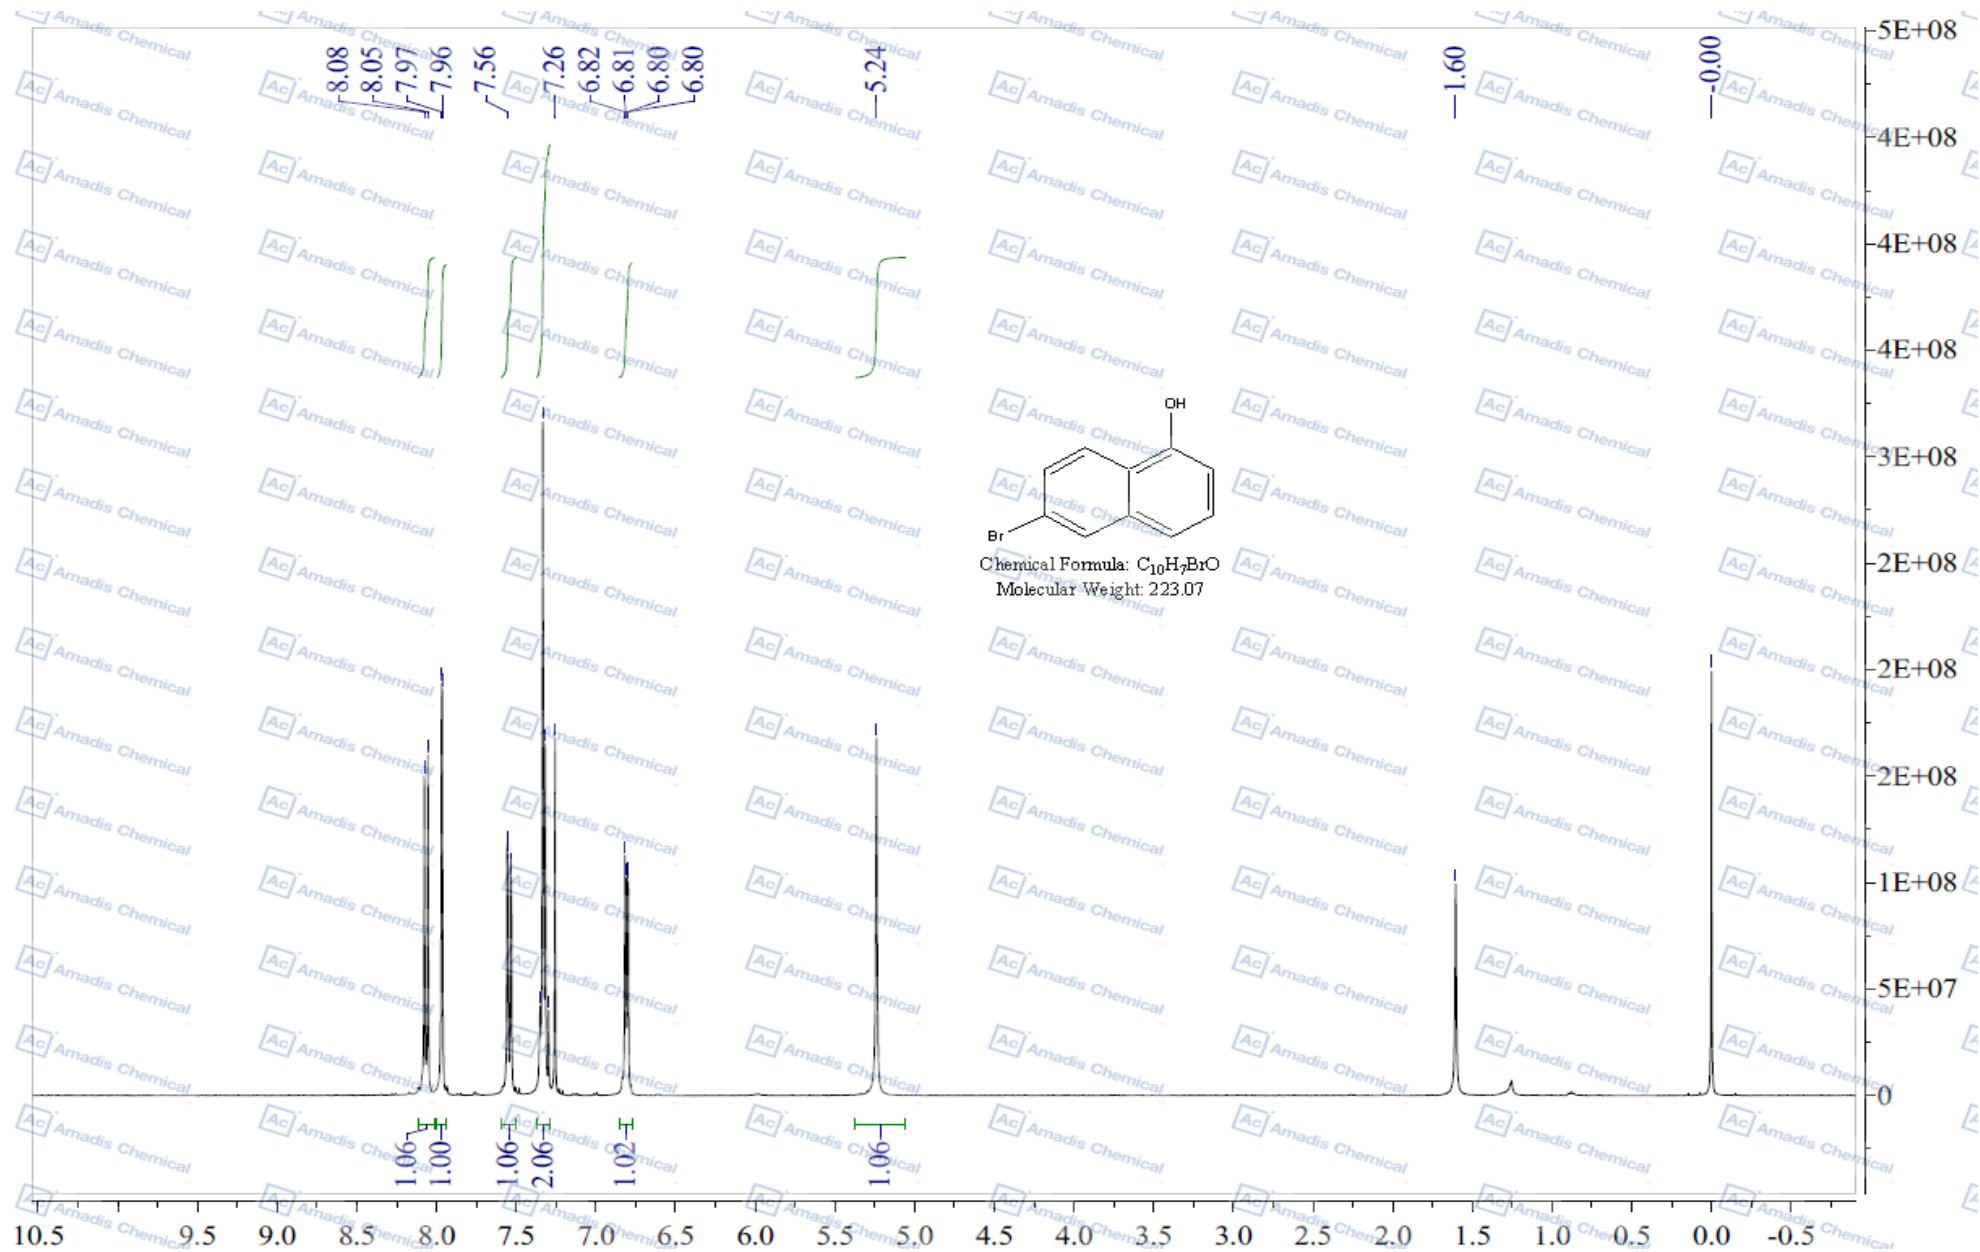 8.08
8.05
7.97
7.96
7.56
7.26
6.82
6.81
6.80
6.80
5.24
1.60
-0.00
5E+08
4E+08
4E+08
4E+08
3E+08
2E+08
2E+08
2E+08
1E+08
5E+07
0
OH
Br
Chemical Formula: C10H7BrO
Molecular Weight: 223.07
1.06
1.00
1.06
2.06
1.02
1.06
10.5 9.5 9.0 8.5 8.0 7.5 7.0 6.5 6.0 5.5 5.0 4.5 4.0 3.5 3.0 2.5 2.0 1.5 1.0 0.5 0.0 -0.5
Ac Amadis Chemical